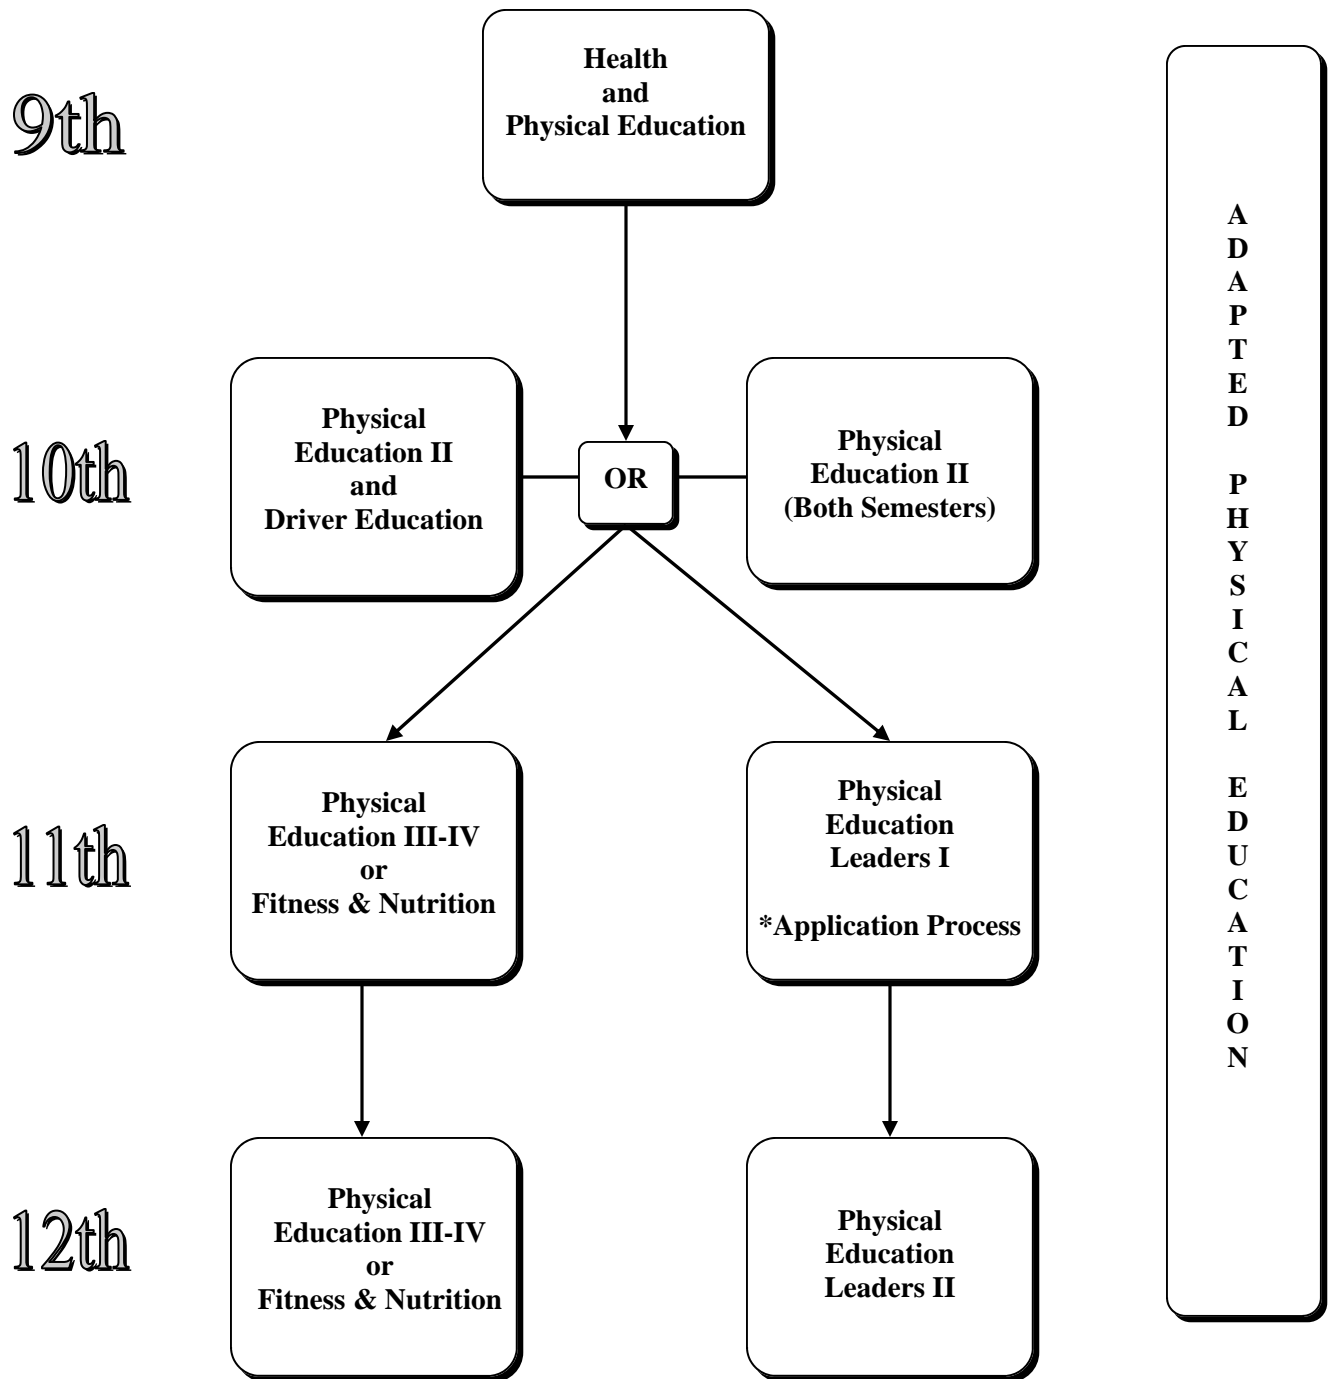 9th
Health
and
Physical Education
10th
Physical
Education II
and
Driver Education
OR
Physical
Education II
(Both Semesters)
11th
Physical
Education III-IV
or
Fitness & Nutrition
Physical
Education
Leaders I
*Application Process
12th
Physical
Education III-IV
or
Fitness & Nutrition
Physical
Education
Leaders II
A
D
A
P
T
E
D
P
H
Y
S
I
C
A
L
E
D
U
C
A
T
I
O
N